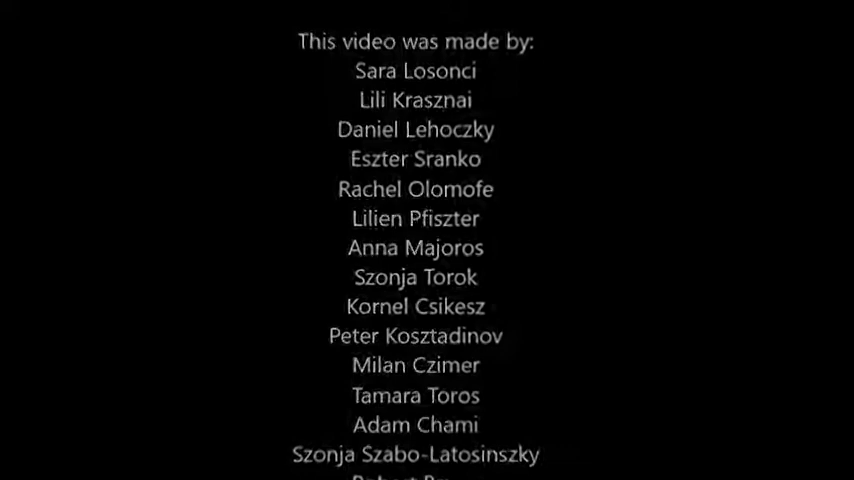 This video was made by:
Sara Losonci
Lili Krasznai
Daniel Lehoczky
Eszter Sranko
Rachel Olomofe
Lilien Pfiszter
Anna Majoros
Szonja Torok
Kornel Csikesz
Peter Kosztadinov
Milan Czimer
Tamara Toros
Adam Chami
Szonja Szabo-Latosinszky